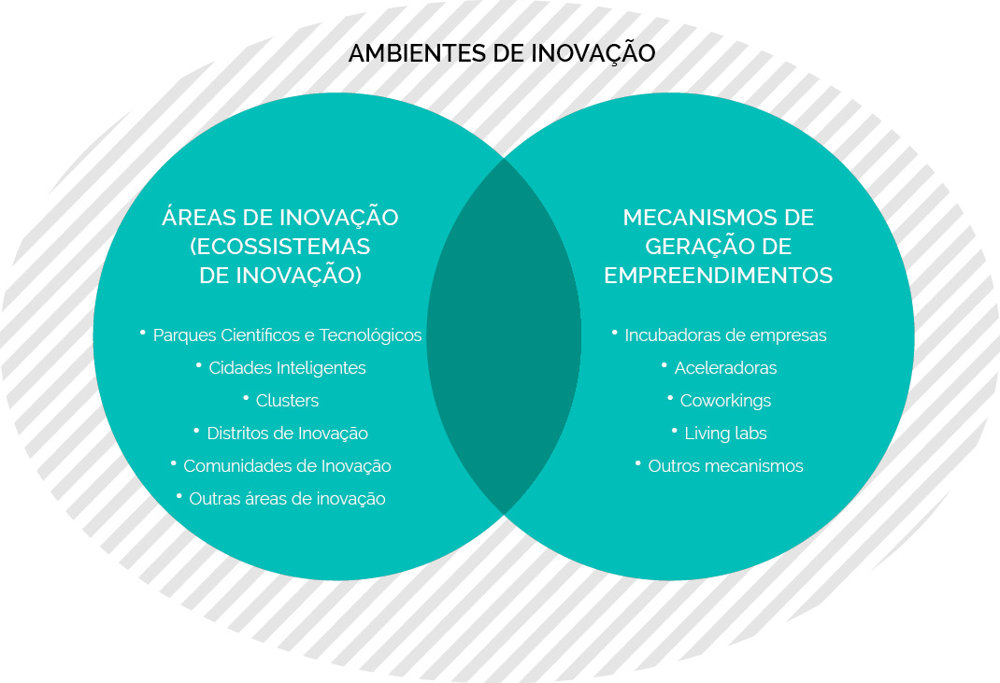 AMBIENTES DE INOVAÇÃO
ÁREAS DE INOVAÇÃO
(ECOSSISTEMAS
DE INOVAÇÃO)
• Parques Científicos e Tecnológicos
• Cidades Inteligentes
• Clusters
• Distritos de Inovação
• Comunidades de Inovação
• Outras áreas de inovação
MECANISMOS DE
GERAÇÃO DE
EMPREENDIMENTOS
• Incubadoras de empresas
• Aceleradoras
• Coworkings
• Living labs
• Outros mecanismos